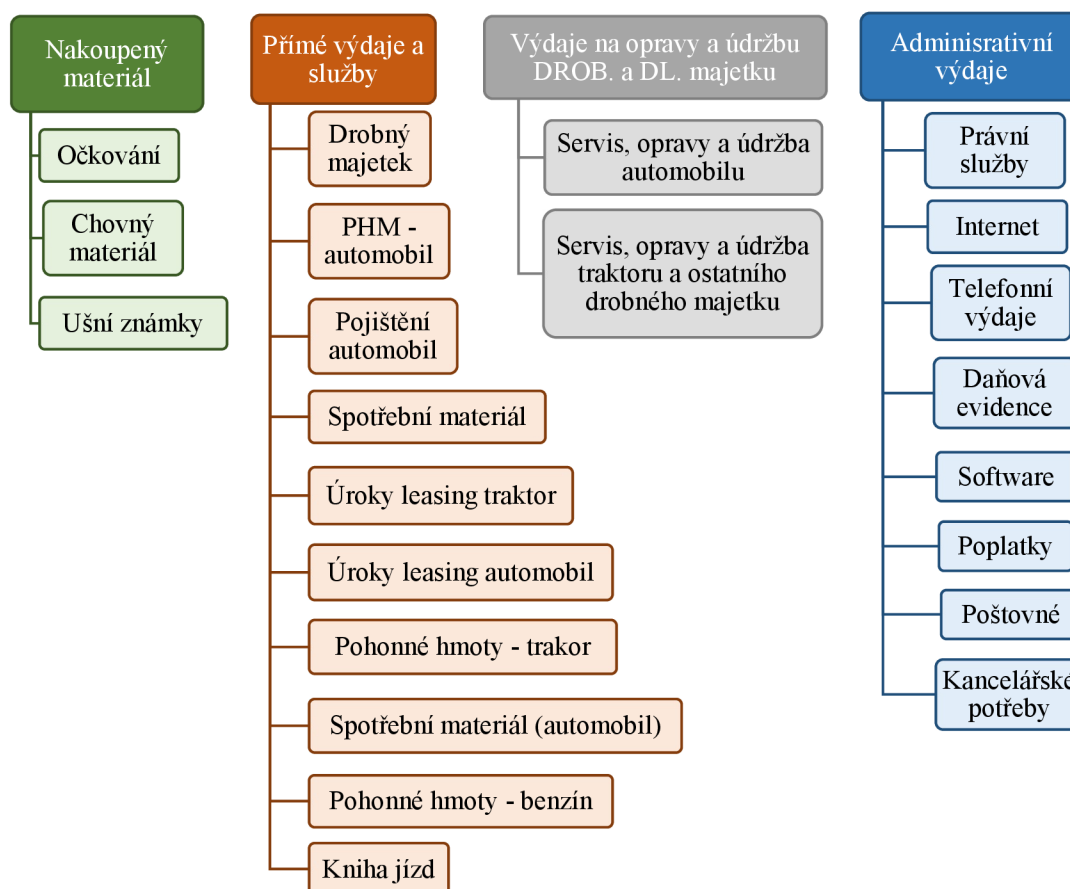 Nakoupený
materiál
Očkování
Chovný
materiál
Ušní známky
Přímé výdaje a
služby
Drobný
majetek
PHM -
automobil
Pojištění
automobil
Spotřební materiál
Úroky leasing traktor
Úroky leasing automobil
Pohonné hmoty - trakor
Spotřební materiál (automobil)
Pohonné hmoty - benzín
Kniha jízd
Výdaje na opravy a údržbu
DROB. a DL. majetku
Servis, opravy a údržba
automobilu
Servis, opravy a údržba
traktoru a ostatního
drobného majetku
Adminisrativní
výdaje
Právní
služby
Internet
Telefonní
výdaje
Daňová
evidence
Software
Poplatky
Poštovné
Kancelářské
potřeby